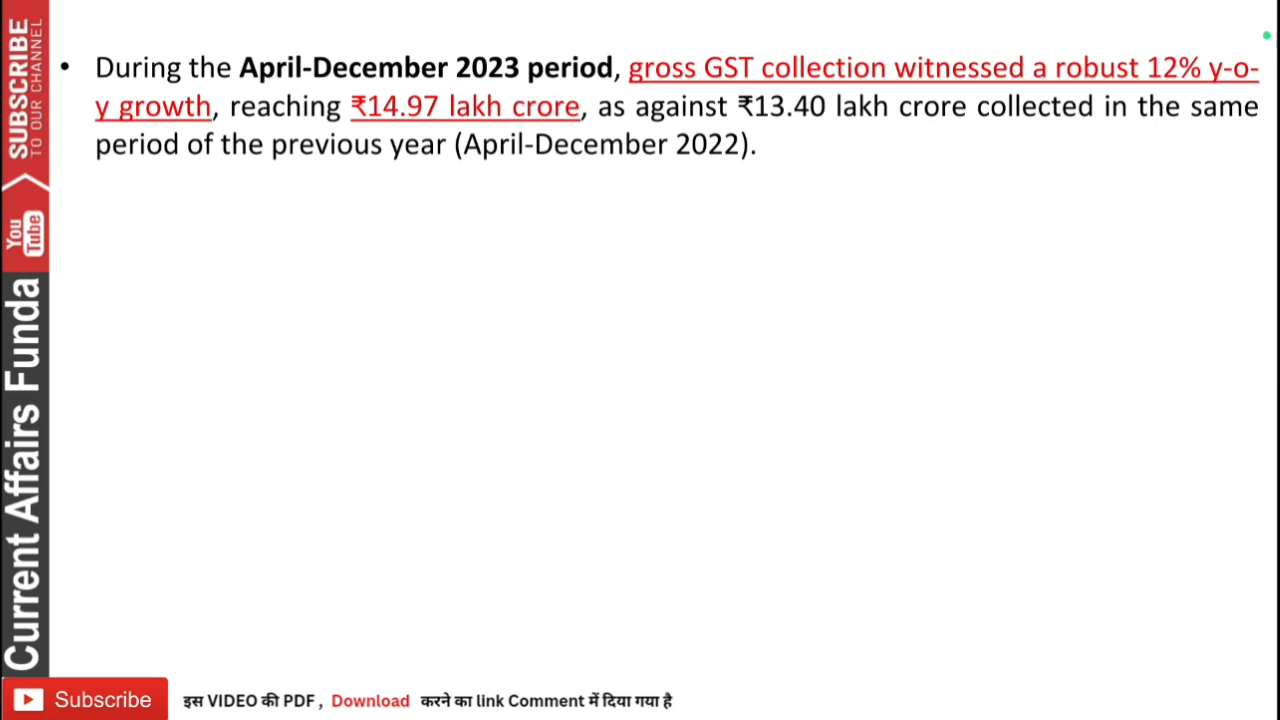 • During the April-December 2023 period, gross GST collection witnessed a robust 12% y-o-
y growth, reaching ₹14.97 lakh crore, as against ₹13.40 lakh crore collected in the same
period of the previous year (April-December 2022).
SUBSCRIBE
TO OUR CHANNEL
You
Tube
Current Affairs Funda
Subscribe
इस VIDEO की PDF , Download करने का link Comment में दिया गया है